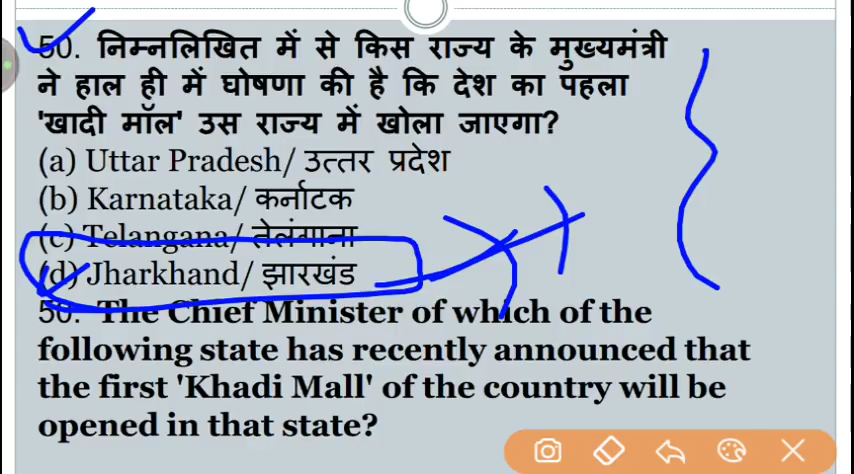 50. निम्नलिखित में से किस राज्य के मुख्यमंत्री
ने हाल ही में घोषणा की है कि देश का पहला
'खादी मॉल' उस राज्य में खोला जाएगा?
(a) Uttar Pradesh/ उत्तर प्रदेश
(b) Karnataka/ कर्नाटक
(c) Telangana/ तेलंगाना
(d) Jharkhand/ झारखंड
50. The Chief Minister of which of the
following state has recently announced that
the first 'Khadi Mall' of the country will be
opened in that state?